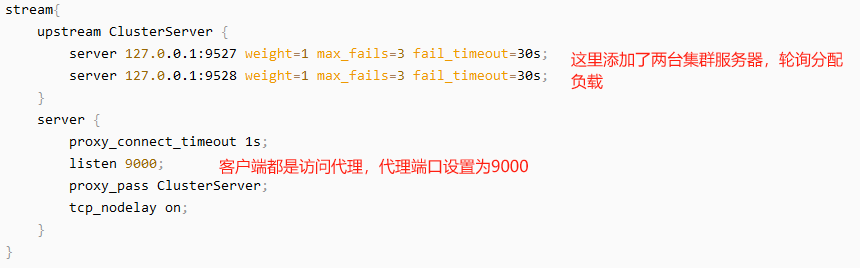 stream{
upstream ClusterServer {
server 127.0.0.1:9527 weight=1 max_fails=3 fail_timeout=30s;
这里添加了两台集群服务器，轮询分配
server 127.0.0.1:9528 weight=1 max_fails=3 fail_timeout=30s;
负载
}
server {
proxy_connect_timeout 1s;
listen 9000;
客户端都是访问代理，代理端口设置为9000
proxy_pass ClusterServer;
tcp_nodelay on;
}
}